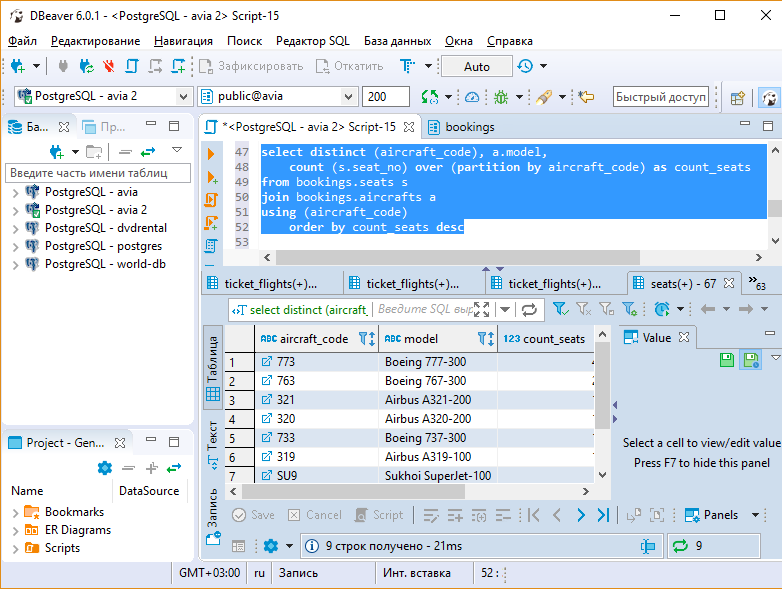 DBeaver 6.0.1 - <PostgreSQL - avia 2> Script-15
Файл Редактирование Навигация Поиск Редактор SQL База данных Окна Справка
Зафиксировать Откатить Auto
PostgreSQL - avia 2 public@avia 200 Быстрый доступ
Ба... Пр...
Введите часть имени таблиц
PostgreSQL - avia
PostgreSQL - avia 2
PostgreSQL - dvdrental
PostgreSQL - postgres
PostgreSQL - world-db
*<PostgreSQL - avia 2> Script-15 bookings
47 select distinct (aircraft_code), a.model,
48 count (s.seat_no) over (partition by aircraft_code) as count_seats
49 from bookings.seats s
50 join bookings.aircrafts a
51 using (aircraft_code)
52 order by count_seats desc
53
ticket_flights(+)... ticket_flights(+)... ticket_flights(+)... seats(+) - 67 »63
select distinct (aircraft_ Введите SQL выр
Таблица
Текст
Запись
ABC aircraft_code ABC model 123 count_seats
1 773 Boeing 777-300
2 763 Boeing 767-300
3 321 Airbus A321-200
4 320 Airbus A320-200
5 733 Boeing 737-300
6 319 Airbus A319-100
7 SU9 Sukhoi SuperJet-100
Value
Select a cell to view/edit value
Press F7 to hide this panel
Save Cancel Script Panels
9 строк получено - 21ms 9
Project - Gen...
Name DataSource
Bookmarks
ER Diagrams
Scripts
GMT+03:00 ru Запись Инт. вставка 52 :